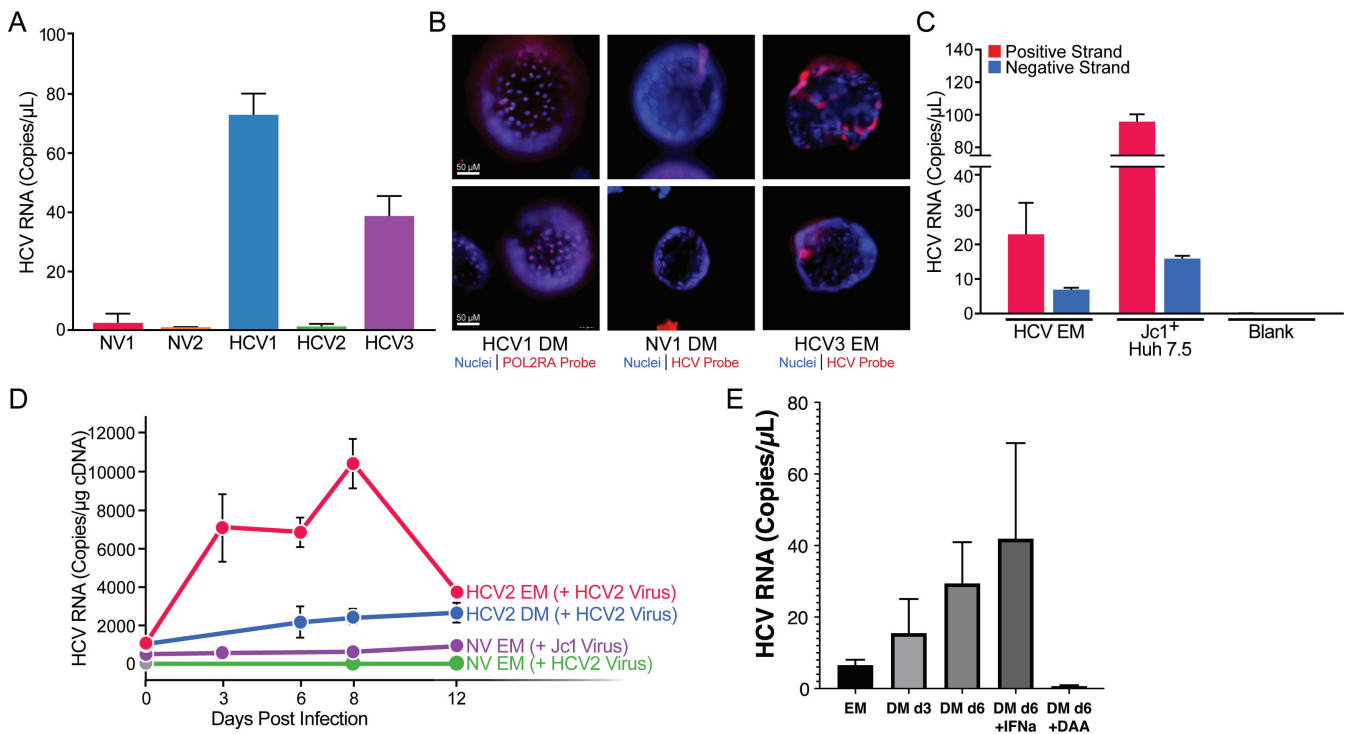 A
HCV RNA (Copies/µL)
100
80
60
40
20
0
NV1 NV2 HCV1 HCV2 HCV3
B
50 µM
50 µM
HCV1 DM
Nuclei | POL2RA Probe
NV1 DM
Nuclei | HCV Probe
HCV3 EM
Nuclei | HCV Probe
C
Positive Strand
Negative Strand
HCV RNA (Copies/µL)
140
120
100
80
40
30
20
10
0
HCV EM
Jc1+
Huh 7.5
Blank
D
HCV RNA (Copies/µg cDNA)
12000
10000
8000
6000
4000
2000
0
HCV2 EM (+ HCV2 Virus)
HCV2 DM (+ HCV2 Virus)
NV EM (+ Jc1 Virus)
NV EM (+ HCV2 Virus)
0 3 6 8 12
Days Post Infection
E
HCV RNA (Copies/µL)
80
60
40
20
0
EM DM d3 DM d6 DM d6 DM d6
+IFNa +DAA